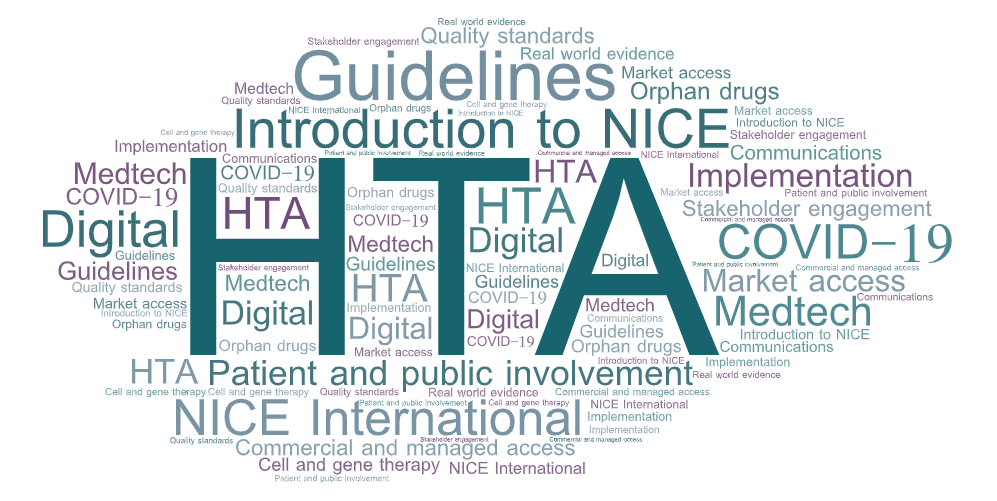 Real world evidence
Stakeholder engagement Quality standards
Real world evidence
Guidelines Market access
Medtech Orphan drugs
Quality standards
NICE International Orphan drugs Cell and gene therapy Market access
Introduction to NICE
Introduction to NICE Introduction to NICE
Cell and gene therapy Stakeholder engagement
Implementation Communications
Communications Patient and public involvement Real world evidence Commercial and managed access NICE International
Medtech COVID-19 HTA Implementation
COVID-19 Quality standards Orphan drugs HTA Market access Patient and public involvement
HTA Stakeholder engagement Stakeholder engagement
Digital COVID-19 Commercial and managed access
HTA
Medtech Digital COVID-19
Guidelines Digital
Guidelines Stakeholder engagement Guidelines NICE International Patient and public involvement Commercial and managed access
Quality standards Medtech HTA Guidelines Market access
Market access Digital Implementation COVID-19 Medtech Communications
Introduction to NICE Digital Digital Communications Medtech
Orphan drugs Guidelines Introduction to NICE
Orphan drugs Market access COVID-19 Orphan drugs Communications
Introduction to NICE Implementation
HTA Patient and public involvement Real world evidence
Cell and gene therapy Cell and gene therapy Quality standards Real world evidence Commercial and managed access
Patient and public involvement Cell and gene therapy NICE International
NICE International Implementation
Implementation
Quality standards Stakeholder engagement Commercial and managed access
Commercial and managed access
Cell and gene therapy NICE International
Patient and public involvement